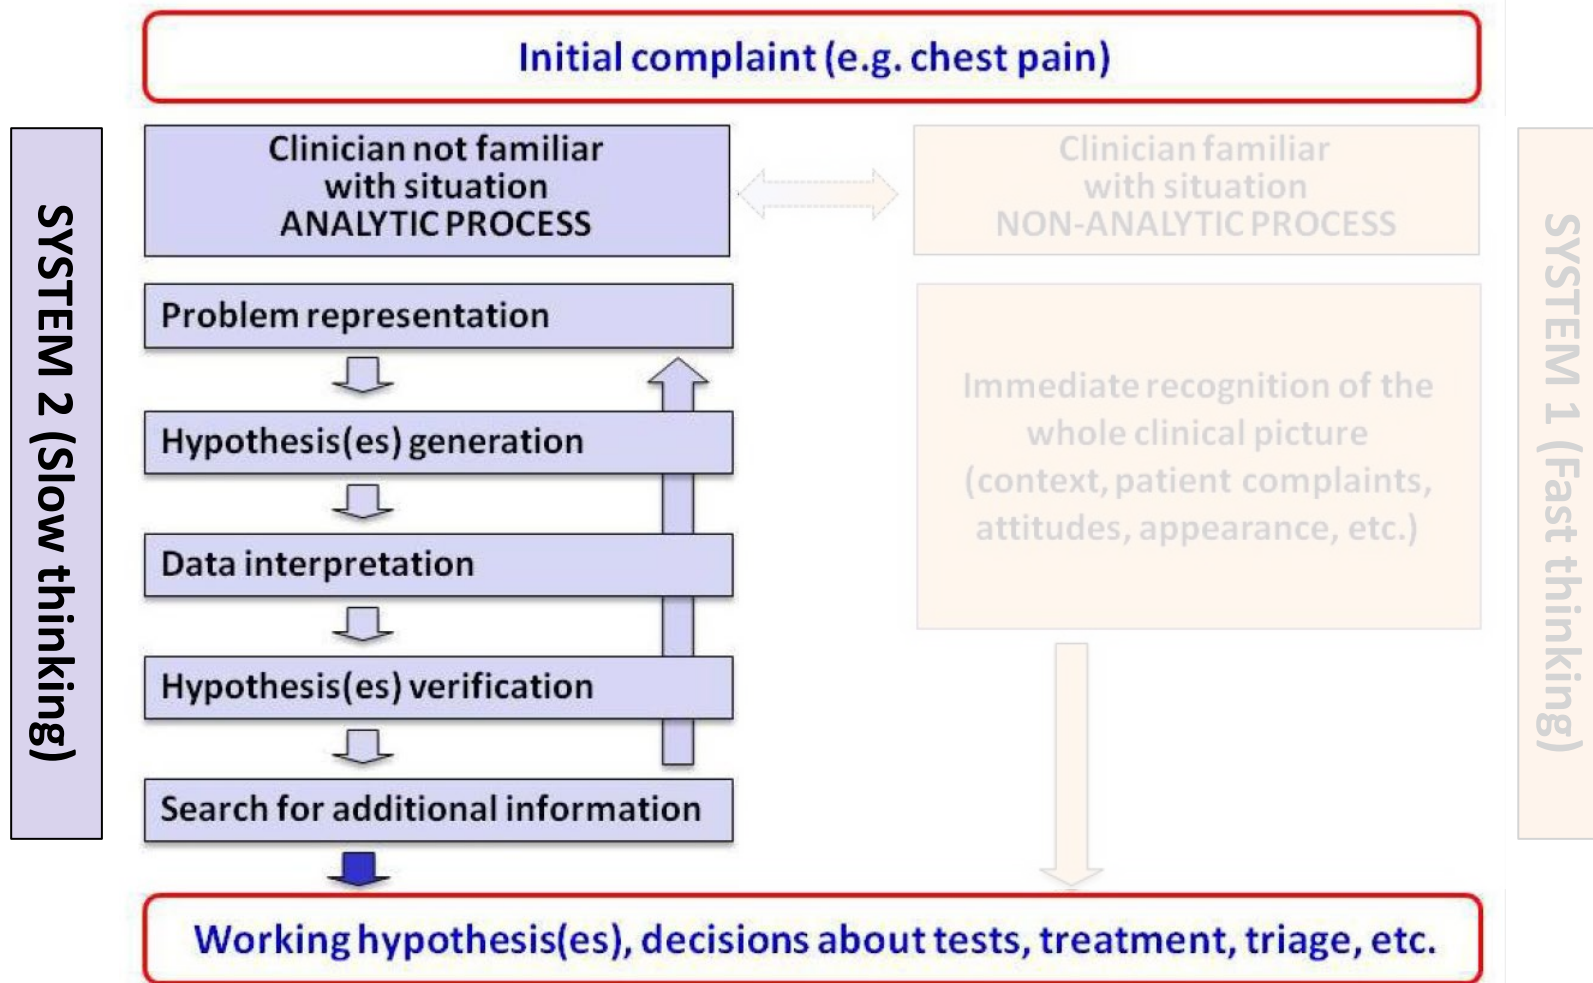 Initial complaint (e.g. chest pain)
SYSTEM 2 (Slow thinking)
Clinician not familiar
with situation
ANALYTIC PROCESS
Problem representation
Hypothesis(es) generation
Data interpretation
Hypothesis(es) verification
Search for additional information
Clinician familiar
with situation
NON-ANALYTIC PROCESS
Immediate recognition of the
whole clinical picture
(context, patient complaints,
attitudes, appearance, etc.)
SYSTEM 1 (Fast thinking)
Working hypothesis(es), decisions about tests, treatment, triage, etc.